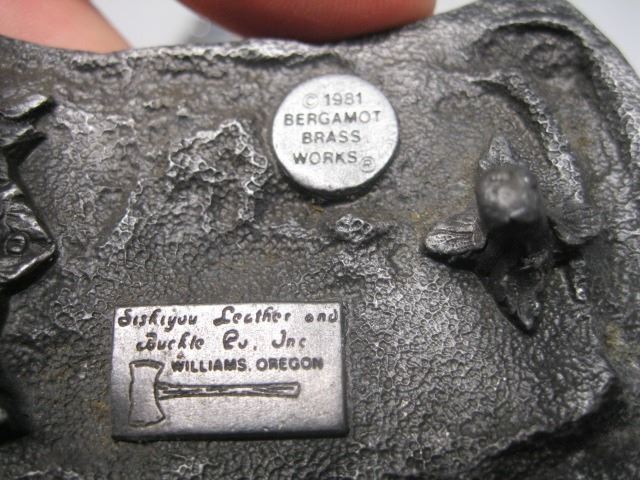 © 1981
BERGAMOT
BRASS
WORKS ®
Siskiyou Leather and
Buckle Co, Inc
WILLIAMS, OREGON